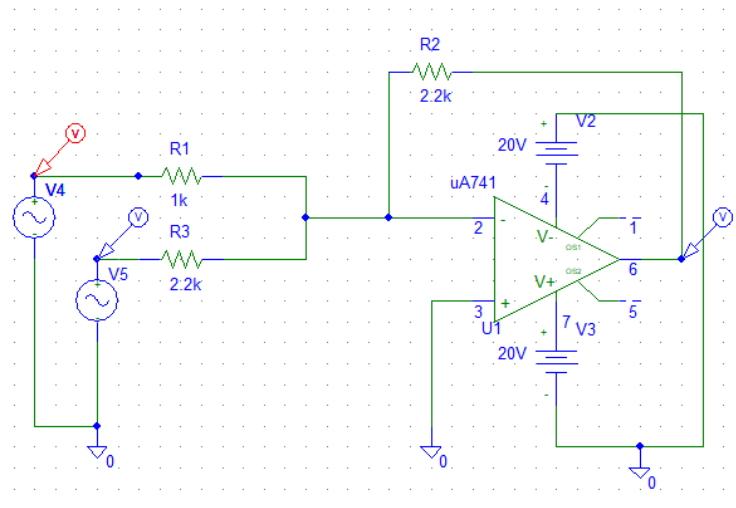 R2
2.2k
V
V2
+
20V
-
R1
V4
+
-
1k
uA741
4
V
R3
2
-
V-
OS1
1
V
V5
+
-
2.2k
6
OS2
V+
+
3
U1
5
7
V3
+
20V
-
0
0
0